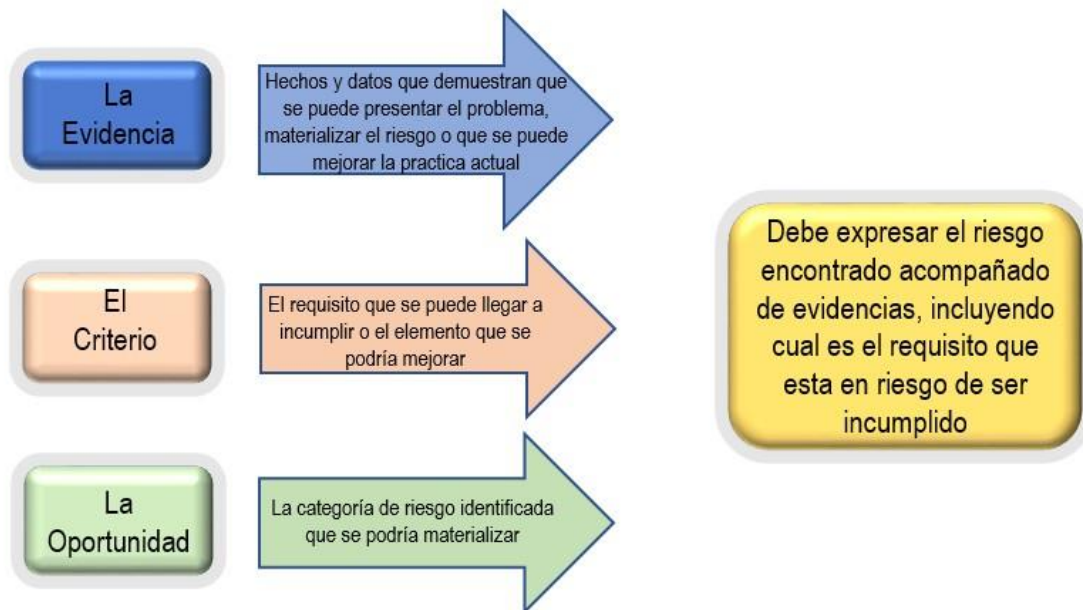 La
Evidencia
Hechos y datos que demuestran que
se puede presentar el problema,
materializar el riesgo o que se puede
mejorar la practica actual
El
Criterio
El requisito que se puede llegar a
incumplir o el elemento que se
podría mejorar
La
Oportunidad
La categoría de riesgo identificada
que se podría materializar
Debe expresar el riesgo
encontrado acompañado
de evidencias, incluyendo
cual es el requisito que
esta en riesgo de ser
incumplido